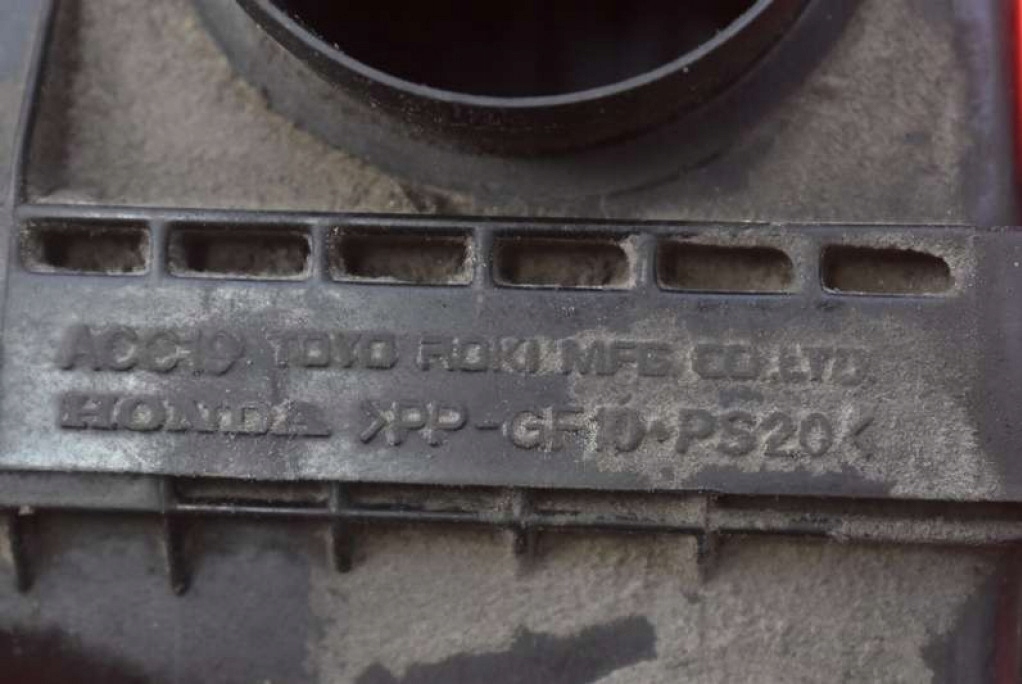 ACC19 TOYO ROKI MFG. CO.,LTD.
HONDA >PP-GF10•PS20<